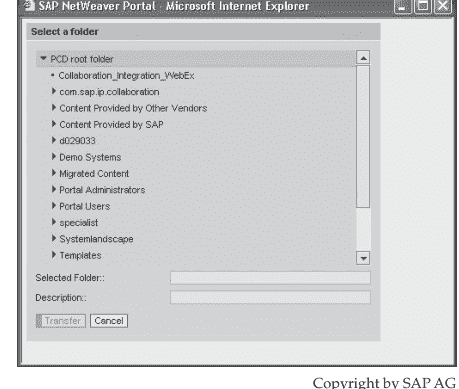 SAP NetWeaver Portal - Microsoft Internet Explorer
Select a folder
PCD root folder
Collaboration_Integration_WebEx
com.sap.ip.collaboration
Content Provided by Other Vendors
Content Provided by SAP
d029033
Demo Systems
Migrated Content
Portal Administrators
Portal Users
specialist
Systemlandscape
Templates
Selected Folder::
Description::
Transfer Cancel
Copyright by SAP AG